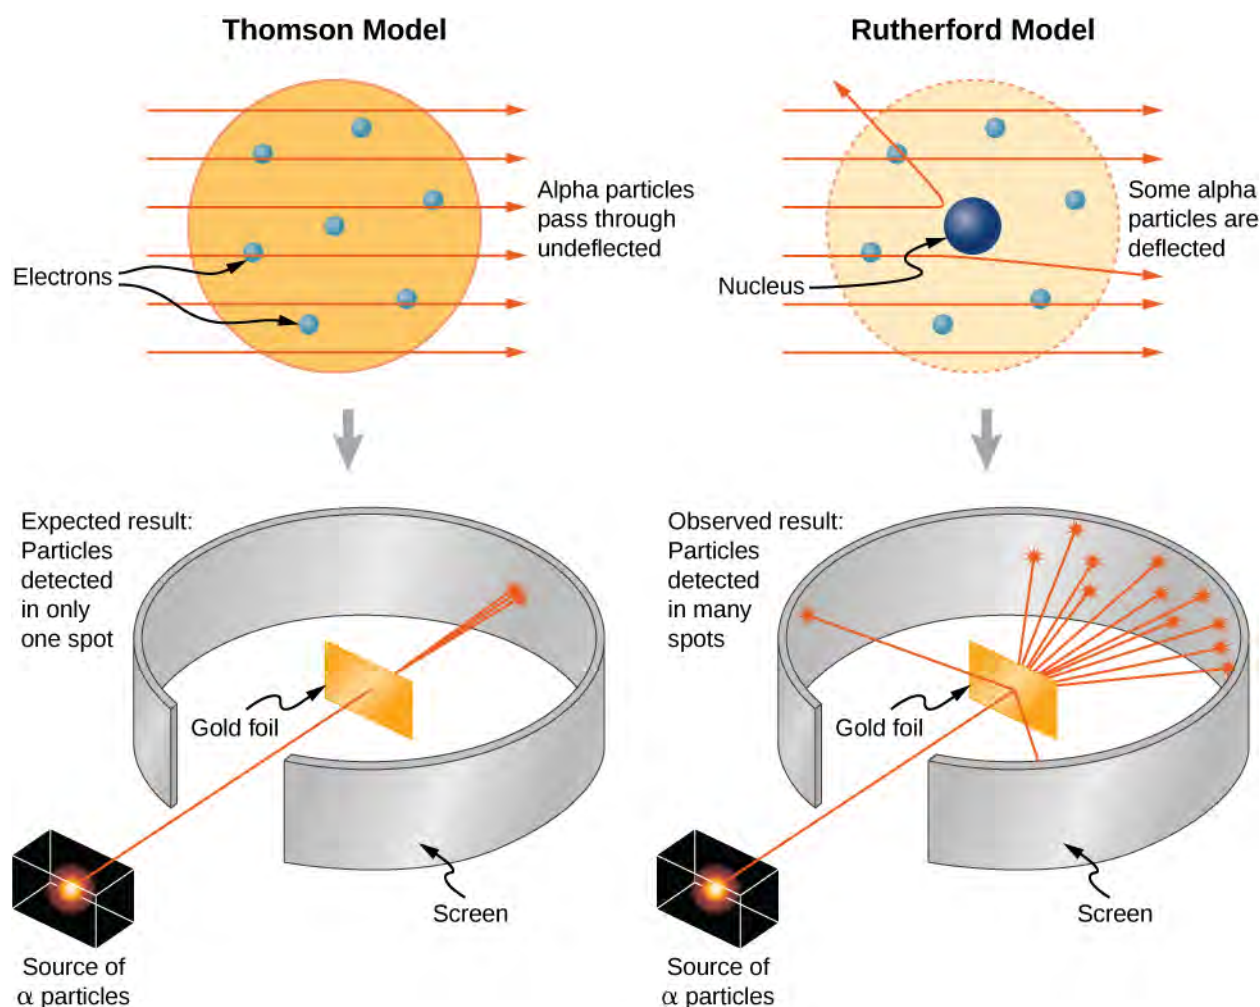 Thomson Model
Alpha particles
pass through
undeflected
Electrons
Expected result:
Particles
detected
in only
one spot
Gold foil
Screen
Source of
α particles
Rutherford Model
Some alpha
particles are
deflected
Nucleus
Observed result:
Particles
detected
in many
spots
Gold foil
Screen
Source of
α particles